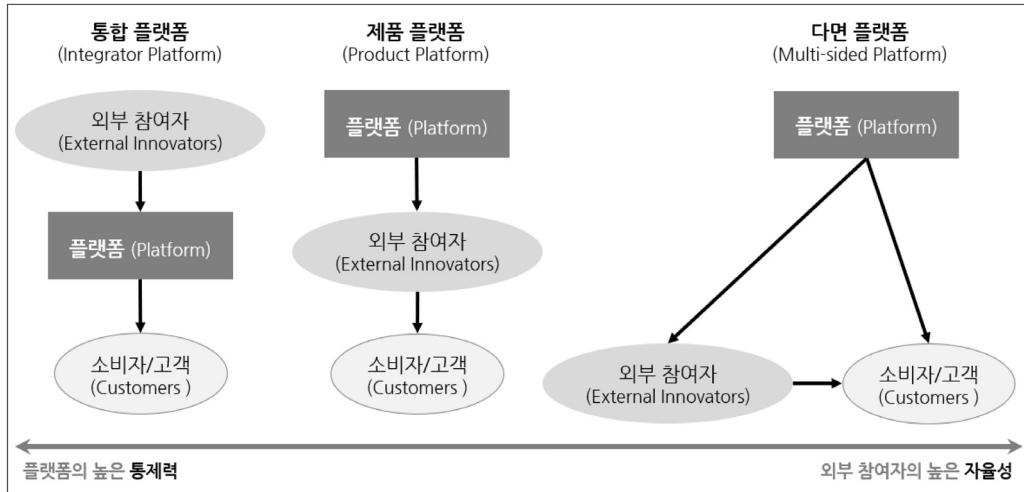 통합 플랫폼
(Integrator Platform)
외부 참여자
(External Innovators)
플랫폼 (Platform)
소비자/고객
(Customers )
제품 플랫폼
(Product Platform)
플랫폼 (Platform)
외부 참여자
(External Innovators)
소비자/고객
(Customers )
다면 플랫폼
(Multi-sided Platform)
플랫폼 (Platform)
외부 참여자
(External Innovators)
소비자/고객
(Customers )
플랫폼의 높은 통제력
외부 참여자의 높은 자율성